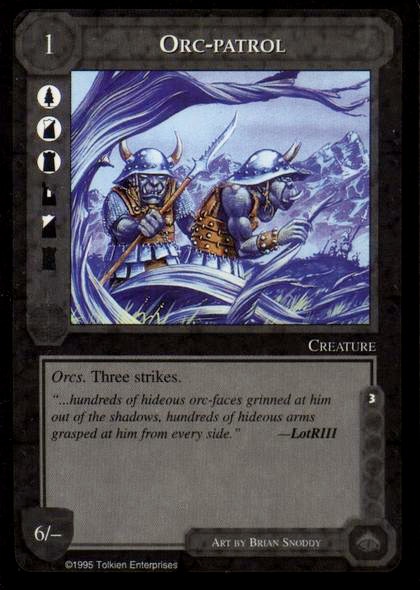 1
ORC-PATROL
CREATURE
Orcs. Three strikes.
"...hundreds of hideous orc-faces grinned at him
out of the shadows, hundreds of hideous arms
grasped at him from every side." —LotRIII
3
6/–
ART BY BRIAN SNODDY
©1995 Tolkien Enterprises